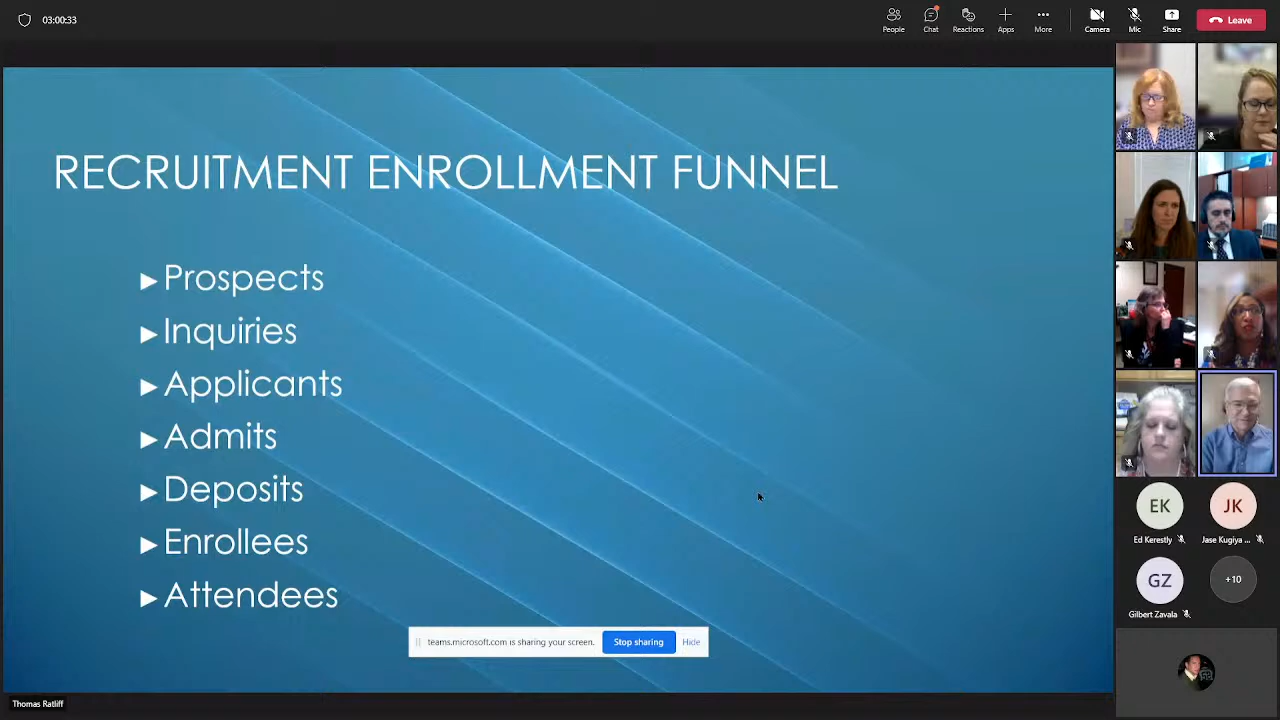 03:00:33
People
Chat
Reactions
Apps
More
Camera
Mic
Share
Leave
RECRUITMENT ENROLLMENT FUNNEL
Prospects
Inquiries
Applicants
Admits
Deposits
Enrollees
Attendees
teams.microsoft.com is sharing your screen.
Stop sharing
Hide
EK
JK
Ed Kerestly
Jase Kugiya ...
GZ
+10
Gilbert Zavala
Thomas Ratliff